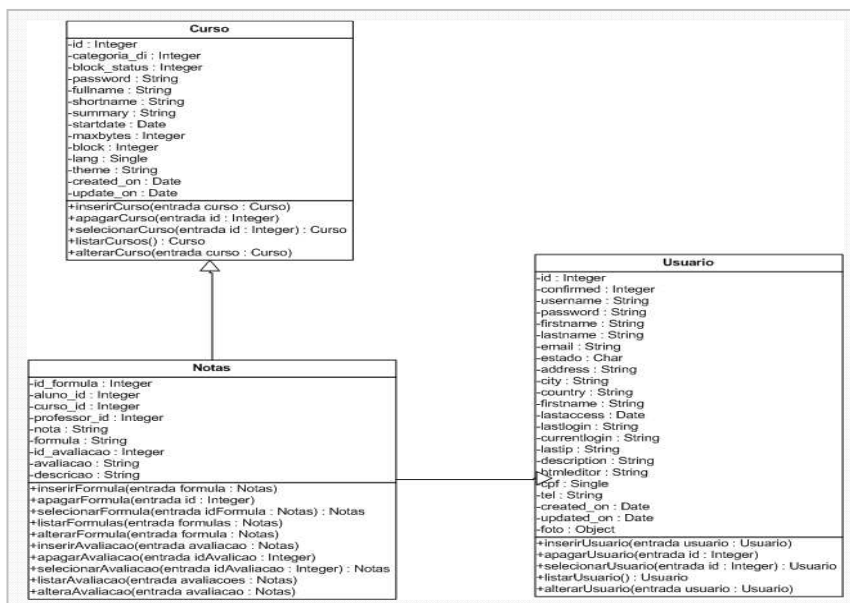 Curso
-id : Integer
-categoria_di : Integer
-block_status : Integer
-password : String
-fullname : String
-shortname : String
-summary : String
-startdate : Date
-maxbytes : Integer
-block : Integer
-lang : Single
-theme : String
-created_on : Date
-update_on : Date
+inserirCurso(entrada curso : Curso)
+apagarCurso(entrada id : Integer)
+selecionarCurso(entrada id : Integer) : Curso
+listarCursos() : Curso
+alterarCurso(entrada curso : Curso)
Notas
-id_formula : Integer
-aluno_id : Integer
-curso_id : Integer
-professor_id : Integer
-nota : String
-formula : String
-id_avaliacao : Integer
-avaliacao : String
-descricao : String
+inserirFormula(entrada formula : Notas)
+apagarFormula(entrada id : Integer)
+selecionarFormula(entrada idFormula : Notas) : Notas
+listarFormulas(entrada formulas : Notas)
+alterarFormula(entrada formula : Notas)
+inserirAvaliacao(entrada avaliacao : Notas)
+apagarAvaliacao(entrada idAvalicao : Integer)
+selecionarAvaliacao(entrada idAvaliacao : Integer) : Notas
+listarAvaliacao(entrada avaliacoes : Notas)
+alteraAvaliacao(entrada avaliacao : Notas)
Usuario
-id : Integer
-confirmed : Integer
-username : String
-password : String
-firstname : String
-lastname : String
-email : String
-estado : Char
-address : String
-city : String
-country : String
-firstname : String
-lastaccess : Date
-lastlogin : String
-currentlogin : String
-lastip : String
-description : String
-htmleditor : String
-cpf : Single
-tel : String
-created_on : Date
-updated_on : Date
-foto : Object
+inserirUsuario(entrada usuario : Usuario)
+apagarUsuario(entrada id : Integer)
+selecionarUsuario(entrada id : Integer) : Usuario
+listarUsuario() : Usuario
+alterarUsuario(entrada usuario : Usuario)